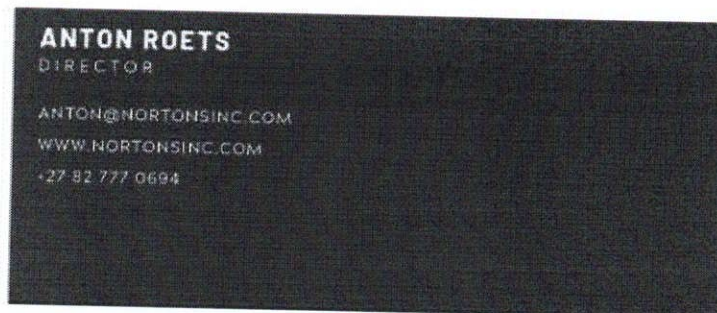 ANTON ROETS
DIRECTOR
ANTON@NORTONSINC.COM
WWW.NORTONSINC.COM
+27 82 777 0694